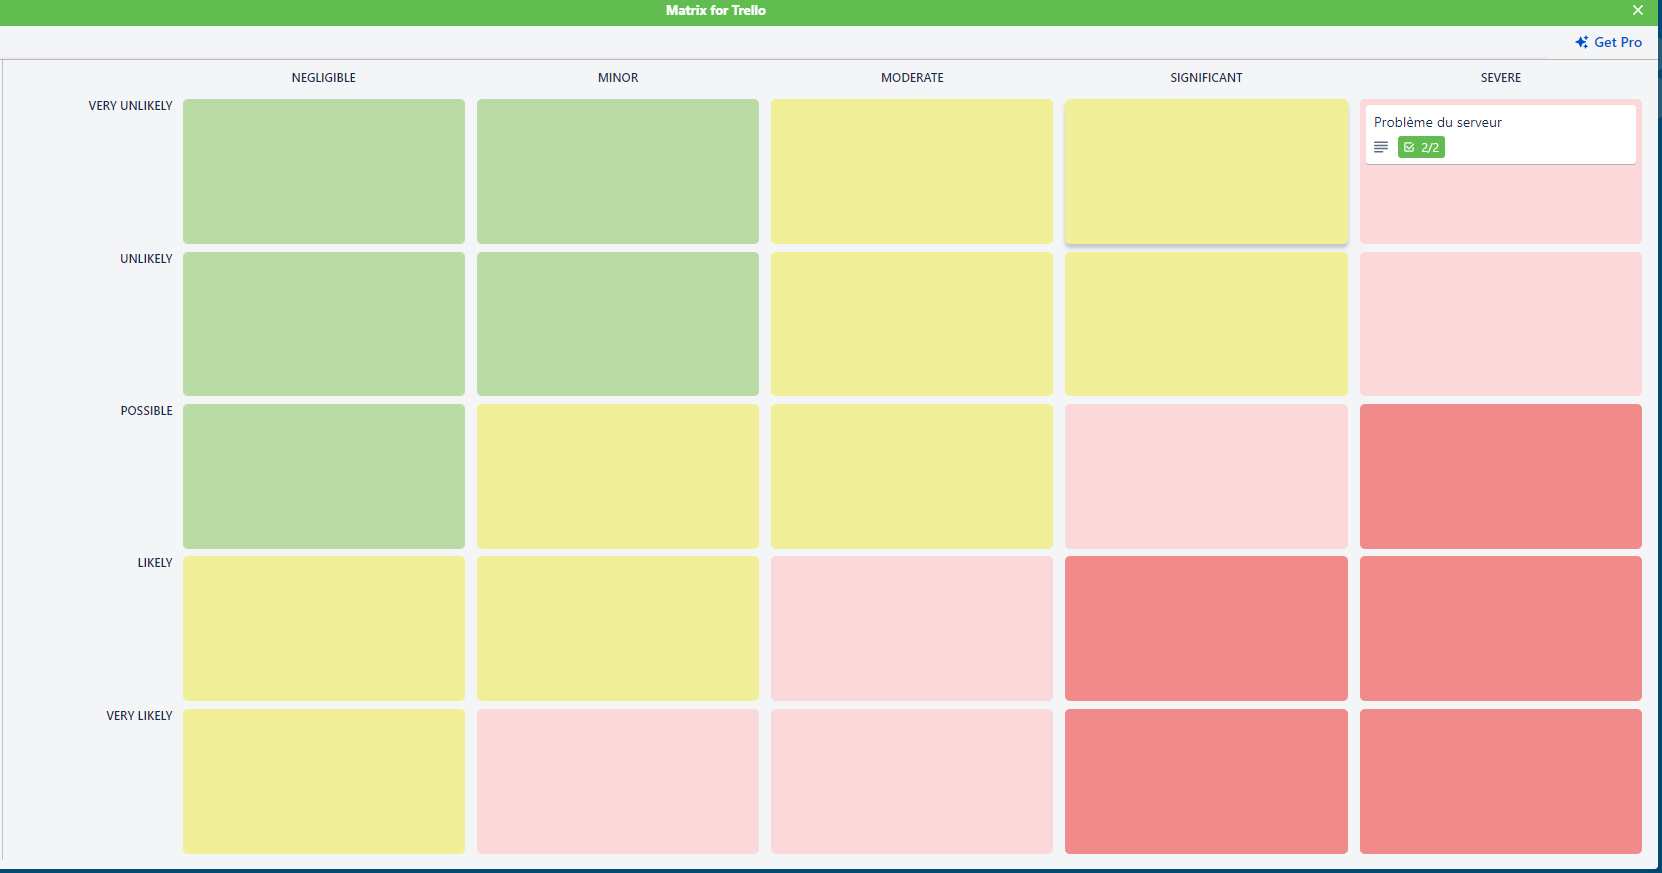 Matrix for Trello
Get Pro
NEGLIGIBLE MINOR MODERATE SIGNIFICANT SEVERE
VERY UNLIKELY
Problème du serveur
2/2
UNLIKELY
POSSIBLE
LIKELY
VERY LIKELY